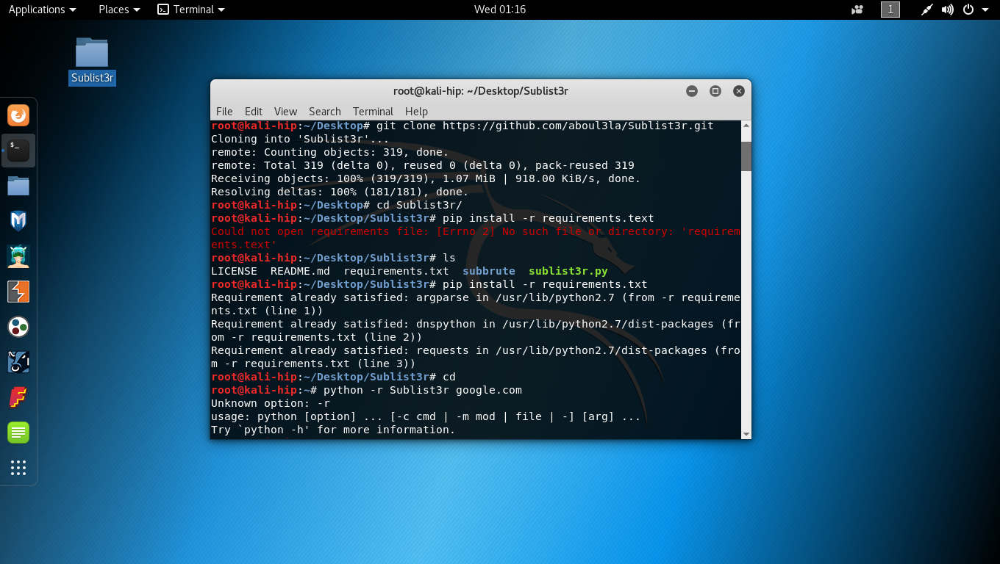 Applications Places Terminal Wed 01:16 1
Sublist3r
root@kali-hip: ~/Desktop/Sublist3r
File Edit View Search Terminal Help
root@kali-hip:~/Desktop# git clone https://github.com/aboul3la/Sublist3r.git
Cloning into 'Sublist3r'...
remote: Counting objects: 319, done.
remote: Total 319 (delta 0), reused 0 (delta 0), pack-reused 319
Receiving objects: 100% (319/319), 1.07 MiB | 918.00 KiB/s, done.
Resolving deltas: 100% (181/181), done.
root@kali-hip:~/Desktop# cd Sublist3r/
root@kali-hip:~/Desktop/Sublist3r# pip install -r requirements.text
Could not open requirements file: [Errno 2] No such file or directory: 'requirem
ents.text'
root@kali-hip:~/Desktop/Sublist3r# ls
LICENSE  README.md  requirements.txt  subbrute  sublist3r.py
root@kali-hip:~/Desktop/Sublist3r# pip install -r requirements.txt
Requirement already satisfied: argparse in /usr/lib/python2.7 (from -r requireme
nts.txt (line 1))
Requirement already satisfied: dnspython in /usr/lib/python2.7/dist-packages (fr
om -r requirements.txt (line 2))
Requirement already satisfied: requests in /usr/lib/python2.7/dist-packages (fro
m -r requirements.txt (line 3))
root@kali-hip:~/Desktop/Sublist3r# cd
root@kali-hip:~# python -r Sublist3r google.com
Unknown option: -r
usage: python [option] ... [-c cmd | -m mod | file | -] [arg] ...
Try `python -h' for more information.
$_